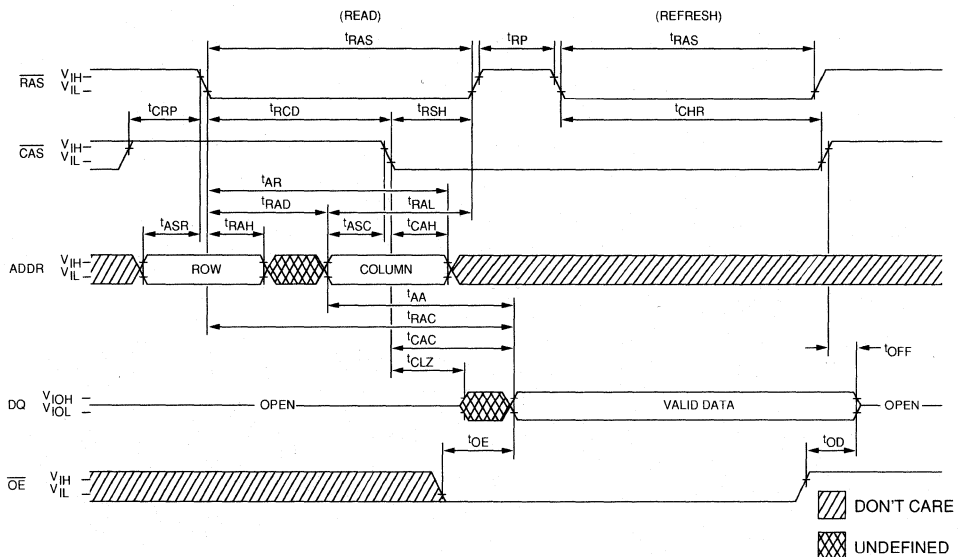 (READ) (REFRESH)
tRAS tRP tRAS
RAS VIH VIL
tCRP tRCD tRSH tCHR
CAS VIH VIL
tAR
tRAD tRAL
tASR tRAH tASC tCAH
ADDR VIH VIL ROW COLUMN
tAA
tRAC
tCAC
tCLZ tOFF
DQ VIOH VIOL OPEN VALID DATA OPEN
tOE tOD
OE VIH VIL
DON'T CARE
UNDEFINED